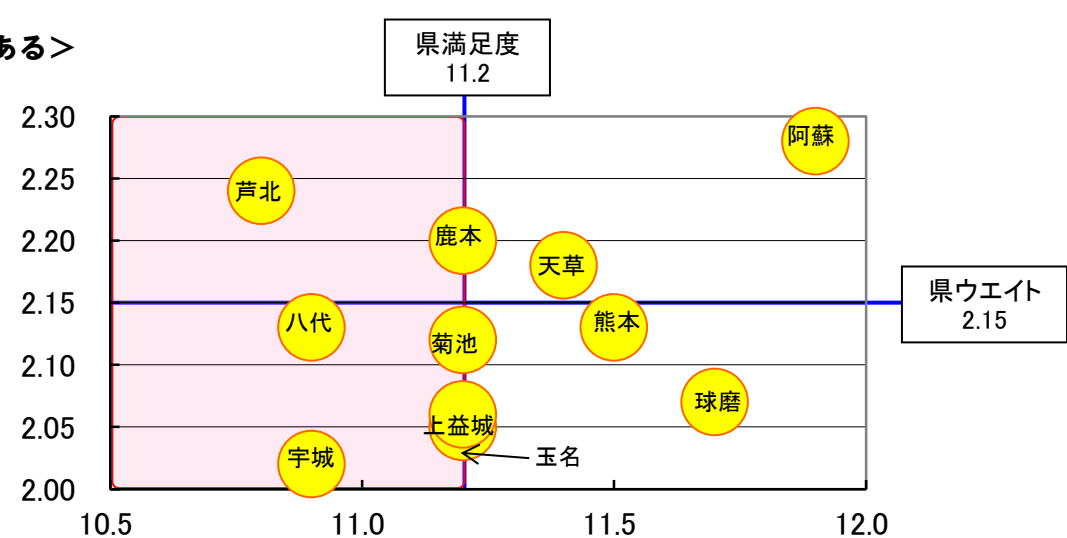 ある＞
県満足度
11.2
2.30
阿蘇
2.25
芦北
2.20
鹿本
天草
2.15
県ウエイト
2.15
八代
熊本
菊池
2.10
球磨
2.05
上益城
玉名
宇城
2.00
10.5 11.0 11.5 12.0